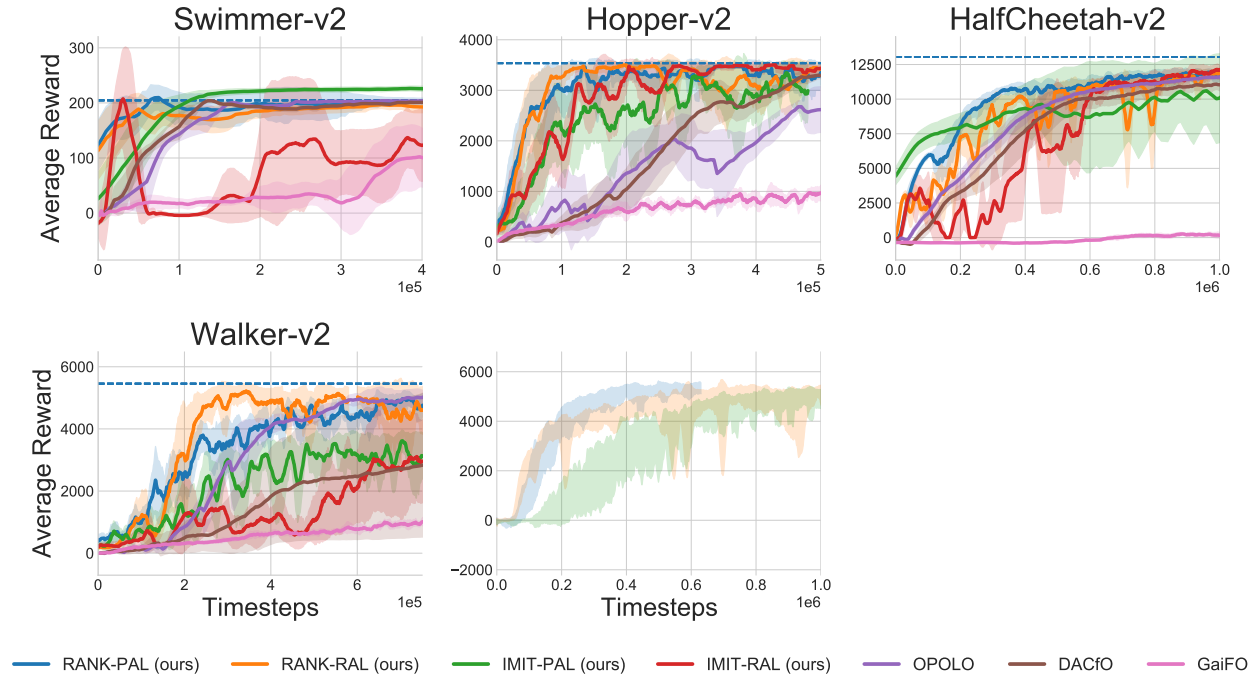 Swimmer-v2
Hopper-v2
HalfCheetah-v2
Average Reward
300
200
100
0
0
1
2
3
4
1e5
4000
3000
2000
1000
0
0
1
2
3
4
5
1e5
12500
10000
7500
5000
2500
0
0.0
0.2
0.4
0.6
0.8
1.0
1e6
Walker-v2
Average Reward
6000
4000
2000
0
0
2
4
6
1e5
Timesteps
6000
4000
2000
0
−2000
0.0
0.2
0.4
0.6
0.8
1.0
1e6
Timesteps
RANK-PAL (ours)
RANK-RAL (ours)
IMIT-PAL (ours)
IMIT-RAL (ours)
OPOLO
DACfO
GaiFO